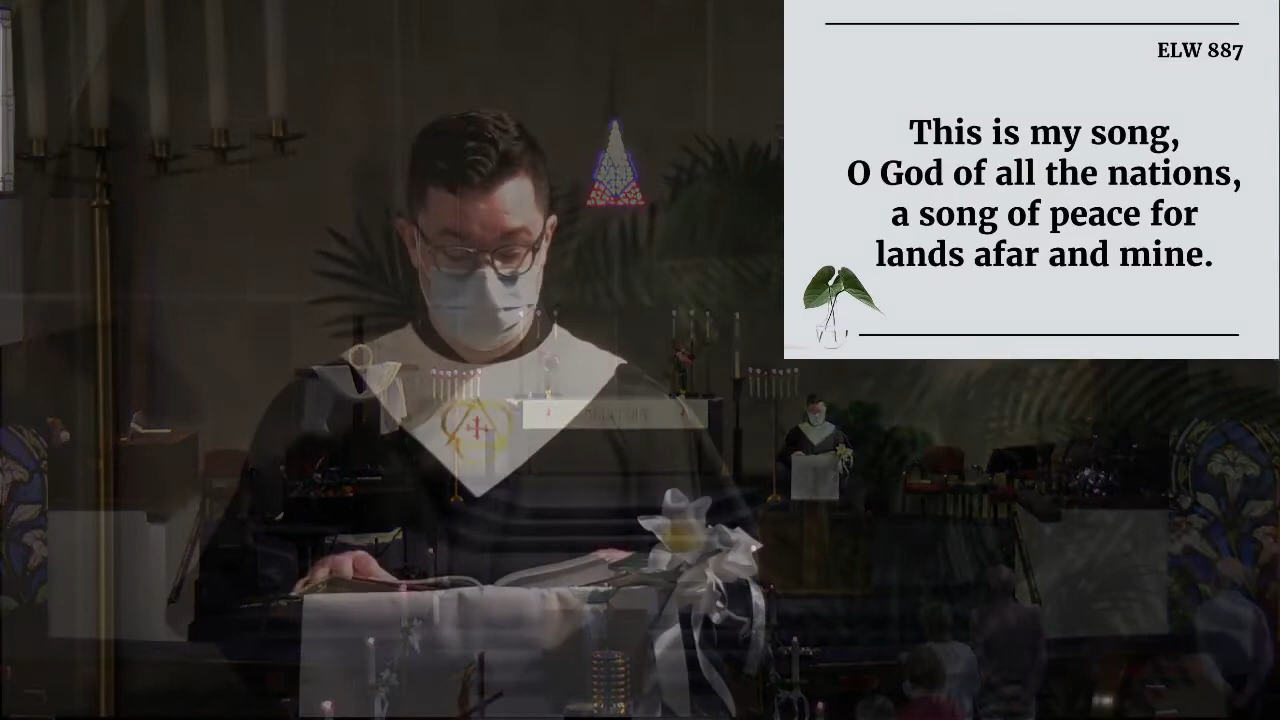 ELW 887
This is my song,
O God of all the nations,
a song of peace for
lands afar and mine.